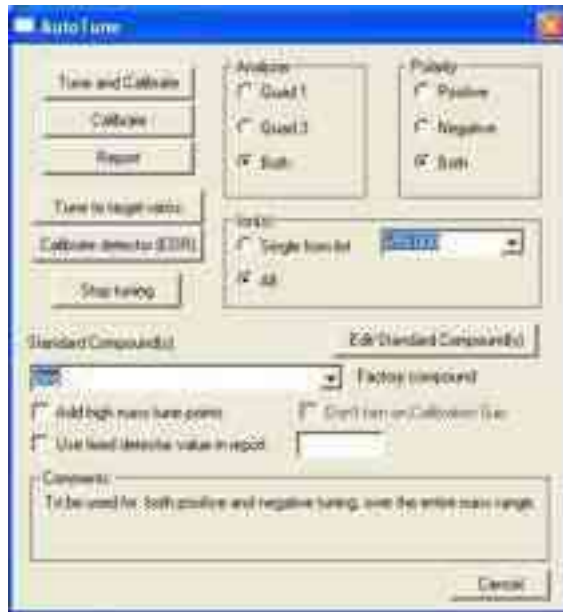 AutoTune
Tune and Calibrate
Calibrate
Report
Tune to target ratios
Calibrate detector (EDR)
Stop tuning
Analyzer
Quad 1
Quad 3
Both
Polarity
Positive
Negative
Both
Ion(s)
Single from list
All
Standard Compound(s)
Edit Standard Compound(s)
Factory compound
Add high mass tune points
Don't turn on Calibration Gas
Use fixed detector value in report
Comments
To be used for both positive and negative tuning, over the entire mass range.
Cancel